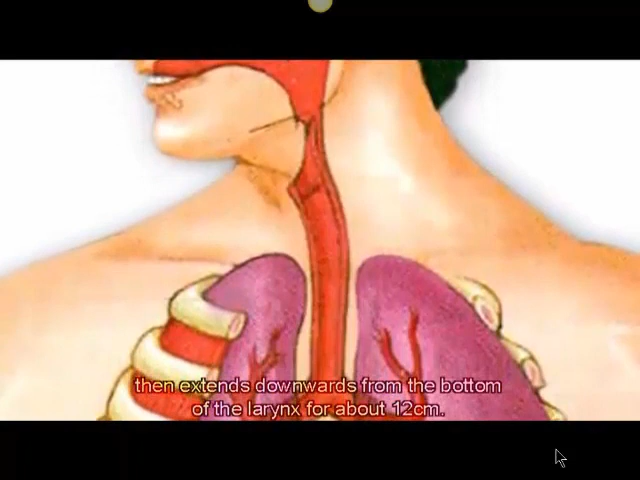 then extends downwards from the bottom
of the larynx for about 12cm.